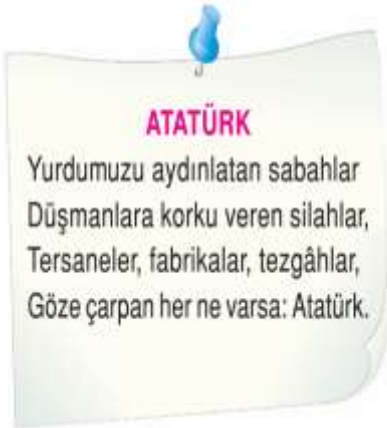 ATATÜRK
Yurdumuzu aydınlatan sabahlar
Düşmanlara korku veren silahlar,
Tersaneler, fabrikalar, tezgâhlar,
Göze çarpan her ne varsa: Atatürk.